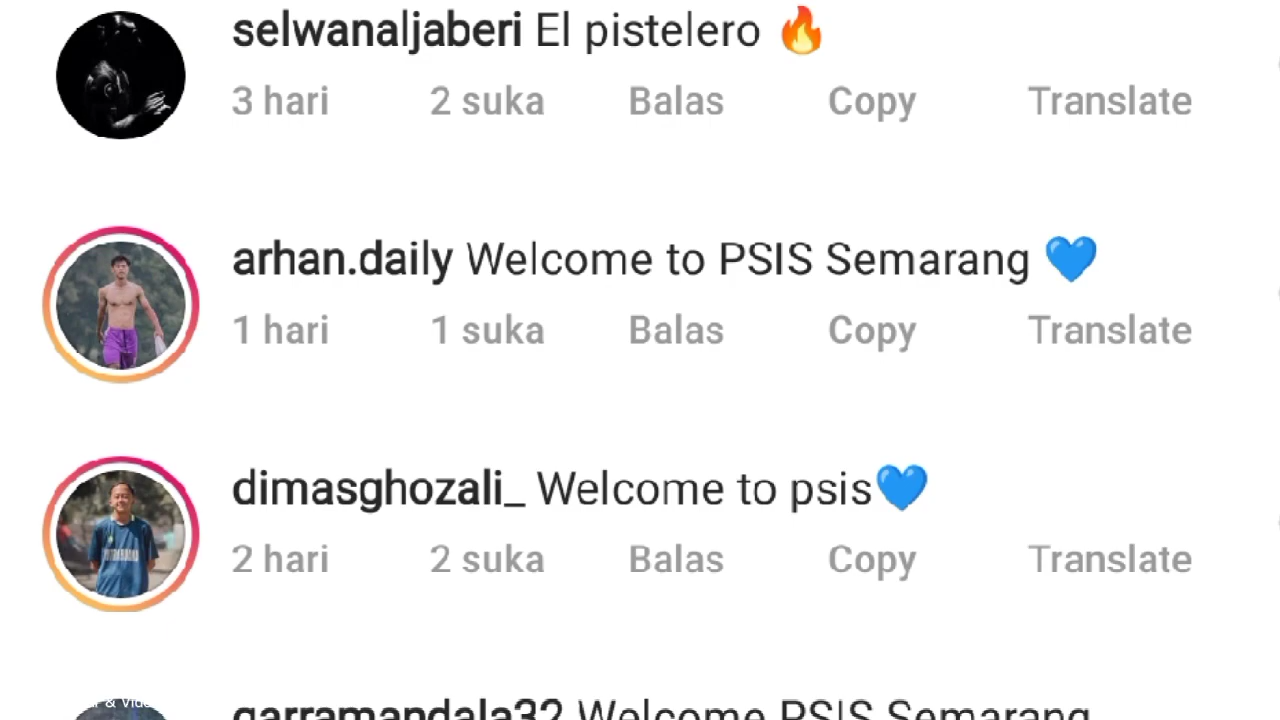 selwanaljaberi El pistelero 🔥
3 hari 2 suka Balas Copy Translate
arhan.daily Welcome to PSIS Semarang 💙
1 hari 1 suka Balas Copy Translate
dimasghozali_ Welcome to psis💙
2 hari 2 suka Balas Copy Translate
garramandala32 Welcome PSIS Semarang